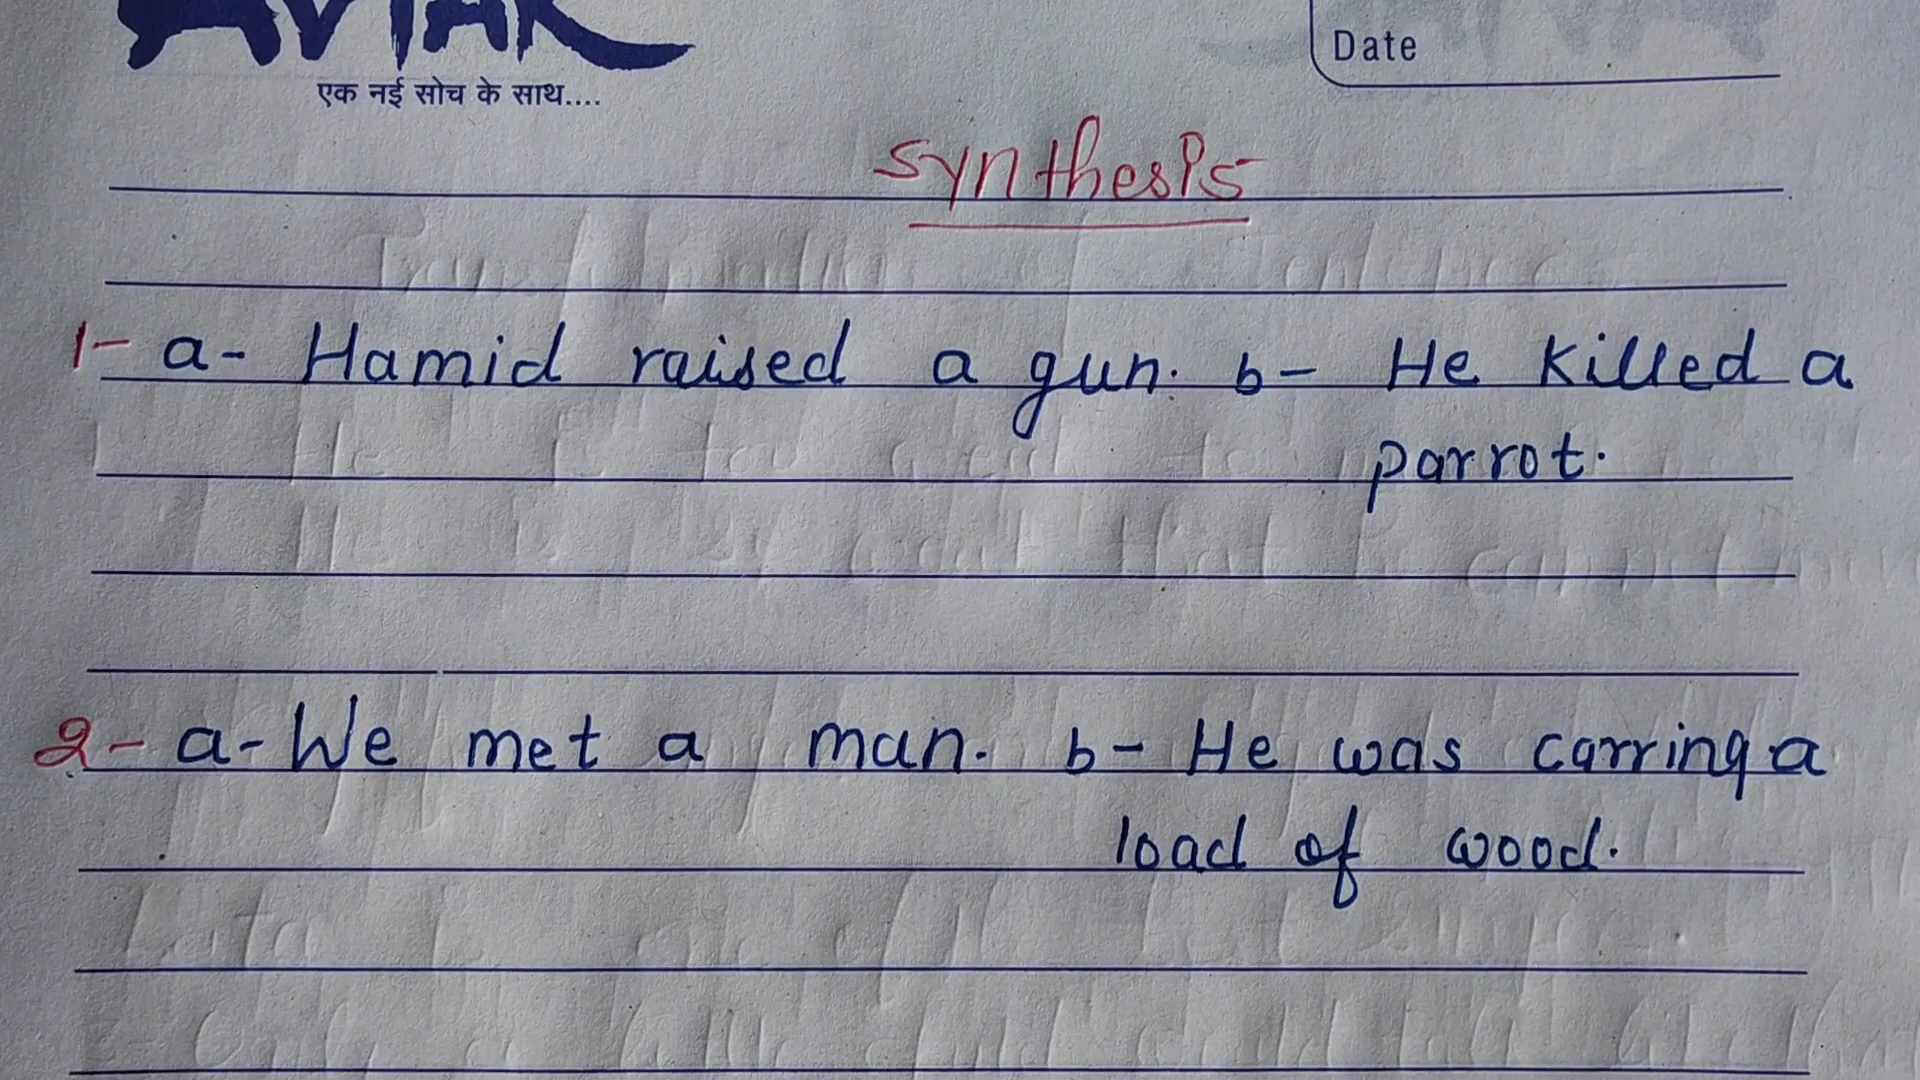 AVTAR
एक नई सोच के साथ....
Date
Synthesis
1- a- Hamid raised a gun. b- He killed a
parrot.
2- a- We met a man. b- He was carring a
load of wood.